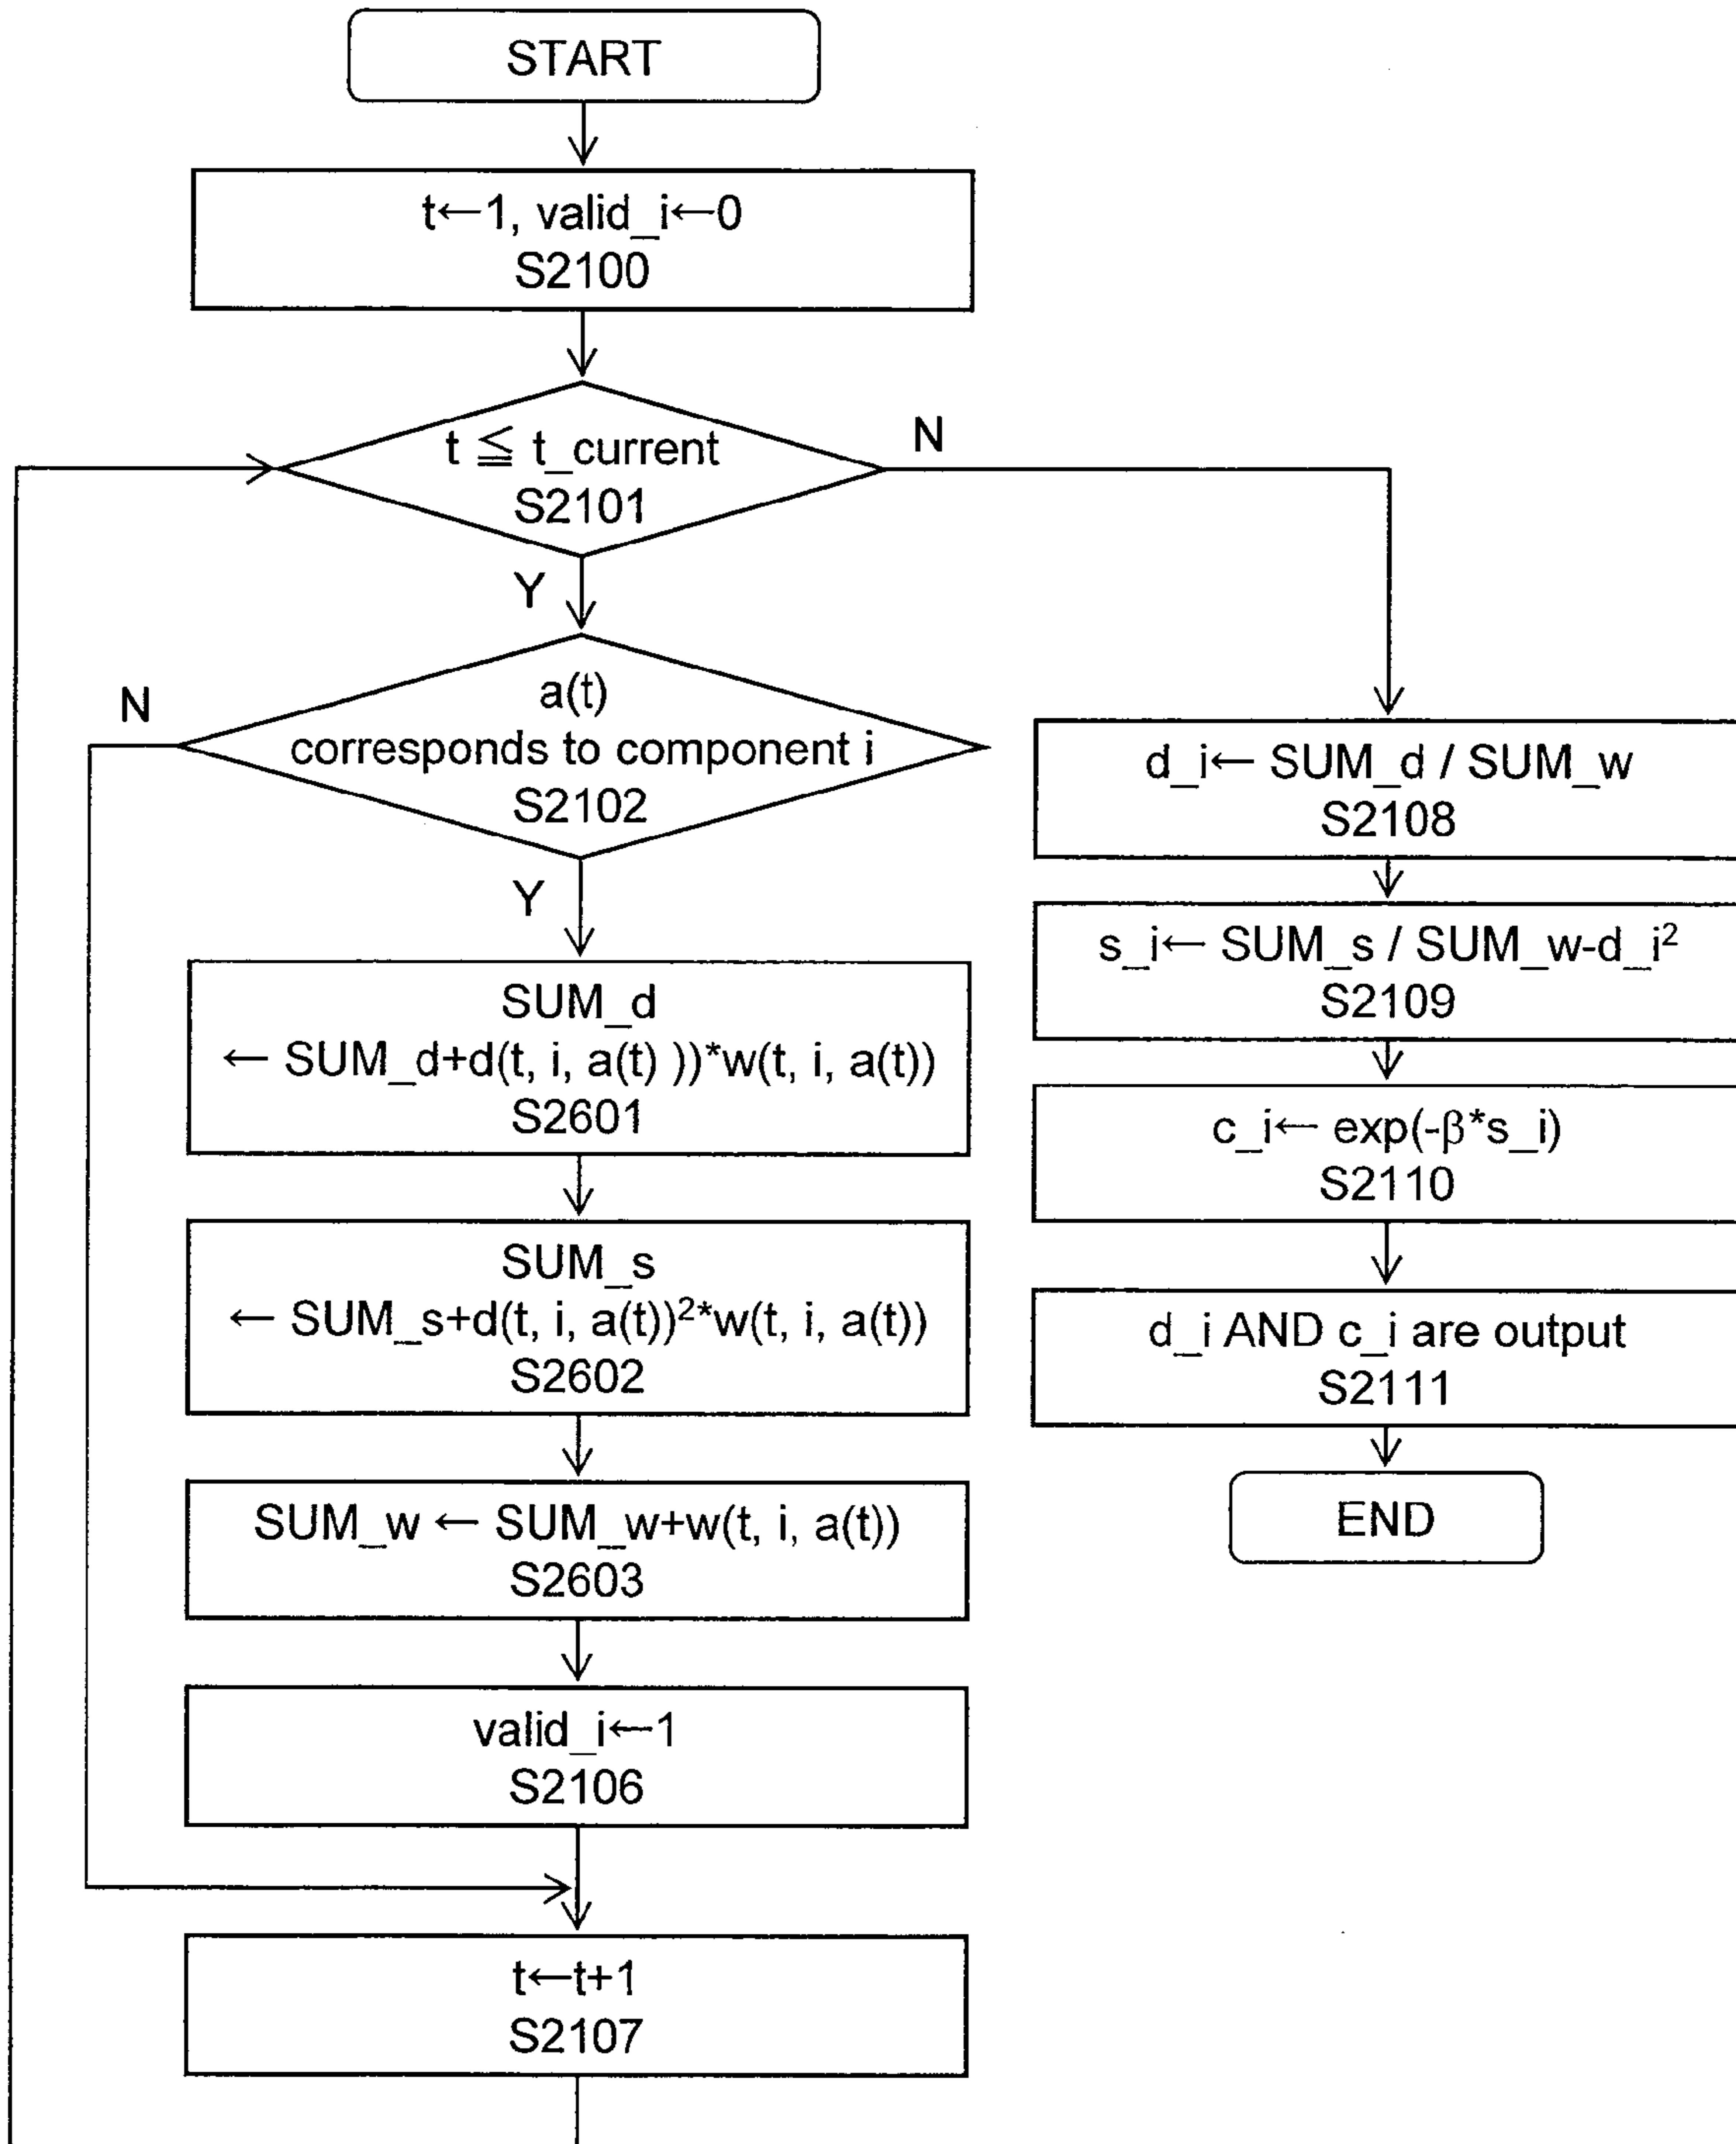 START
t←1, valid_i←0
S2100
t ≦ t_current
S2101
N
Y
a(t)
corresponds to component i
S2102
N
Y
SUM_d
← SUM_d+d(t, i, a(t) ))*w(t, i, a(t))
S2601
SUM_s
← SUM_s+d(t, i, a(t))²*w(t, i, a(t))
S2602
SUM_w ← SUM_w+w(t, i, a(t))
S2603
valid_i←1
S2106
t←t+1
S2107
d_i← SUM_d / SUM_w
S2108
s_i← SUM_s / SUM_w-d_i²
S2109
c_i← exp(-β*s_i)
S2110
d_i AND c_i are output
S2111
END